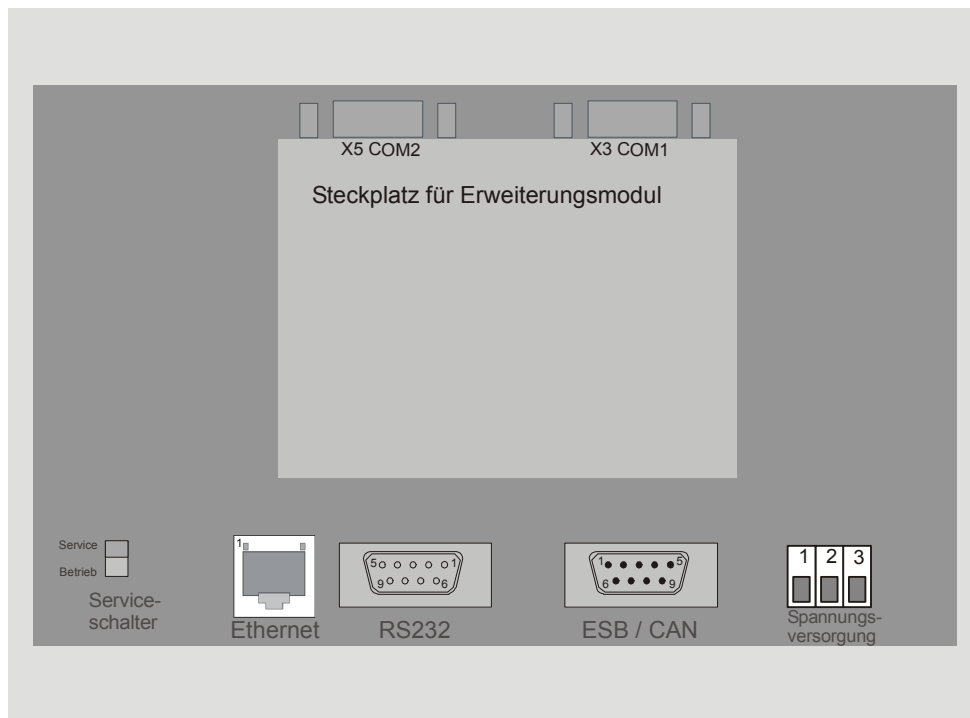 X5 COM2
X3 COM1
Steckplatz für Erweiterungsmodul
Service
Betrieb
Service-
schalter
1
Ethernet
5 1
9 6
RS232
1 5
6 9
ESB / CAN
1 2 3
Spannungs-
versorgung